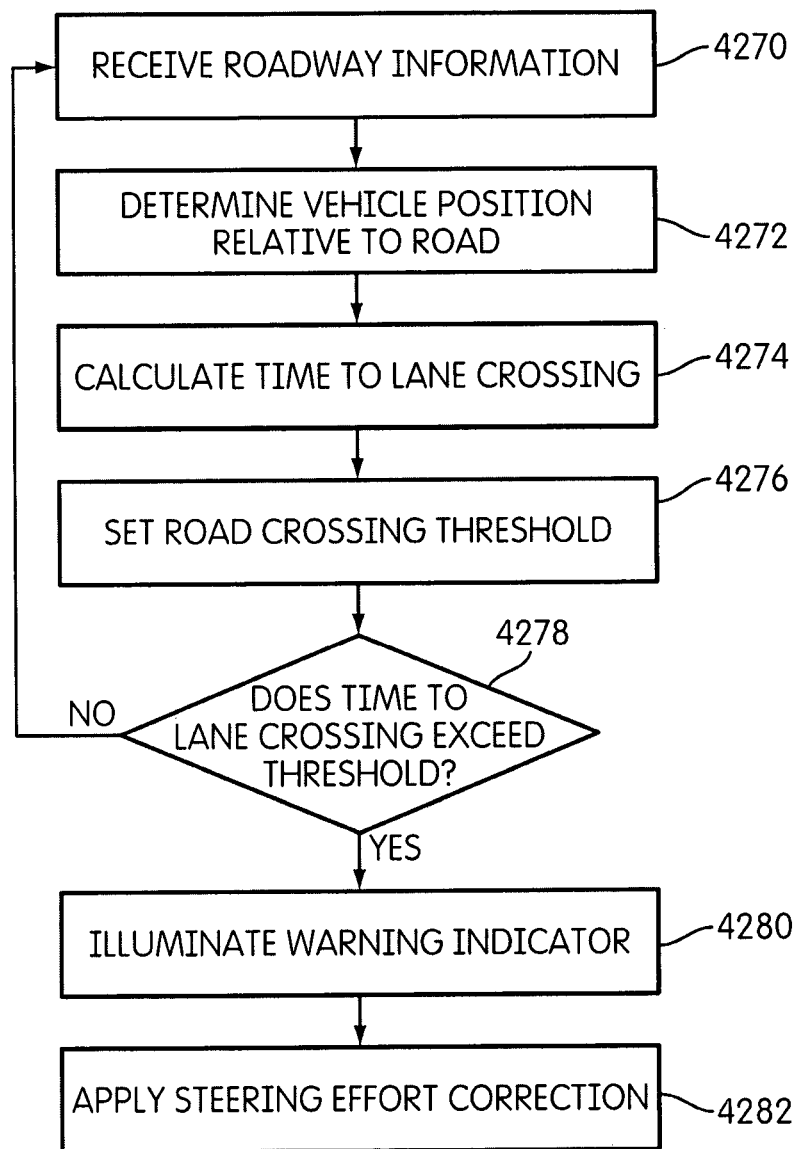 RECEIVE ROADWAY INFORMATION
4270
DETERMINE VEHICLE POSITION
RELATIVE TO ROAD
4272
CALCULATE TIME TO LANE CROSSING
4274
SET ROAD CROSSING THRESHOLD
4276
4278
DOES TIME TO
LANE CROSSING EXCEED
THRESHOLD?
NO
YES
ILLUMINATE WARNING INDICATOR
4280
APPLY STEERING EFFORT CORRECTION
4282